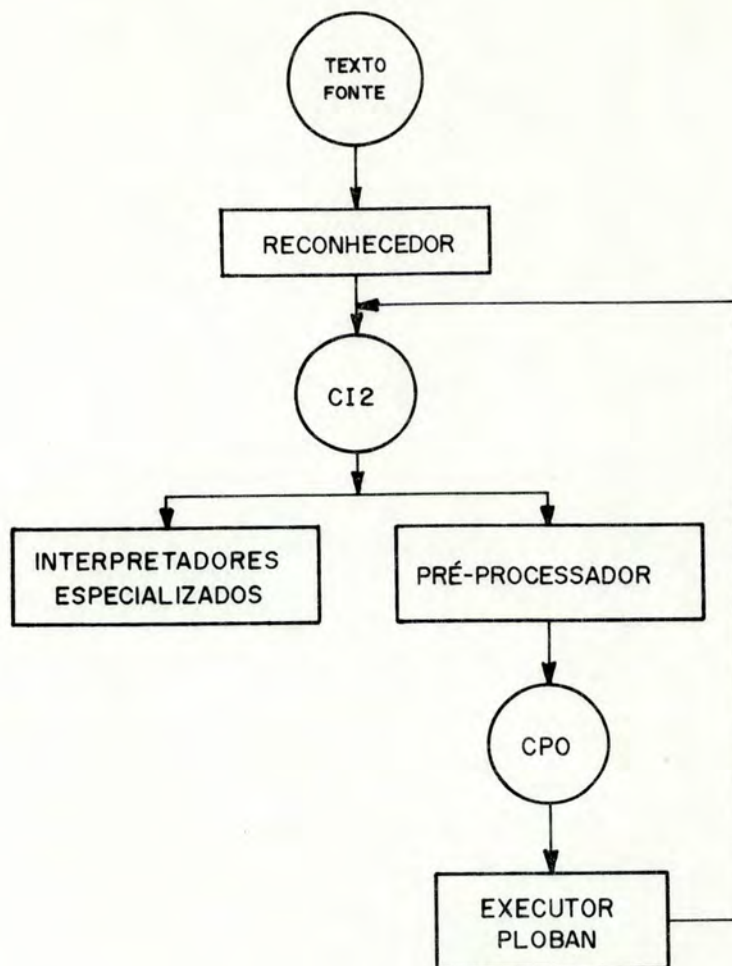 TEXTO
FONTE
RECONHECEDOR
CI2
INTERPRETADORES
ESPECIALIZADOS
PRÉ-PROCESSADOR
CPO
EXECUTOR
PLOBAN